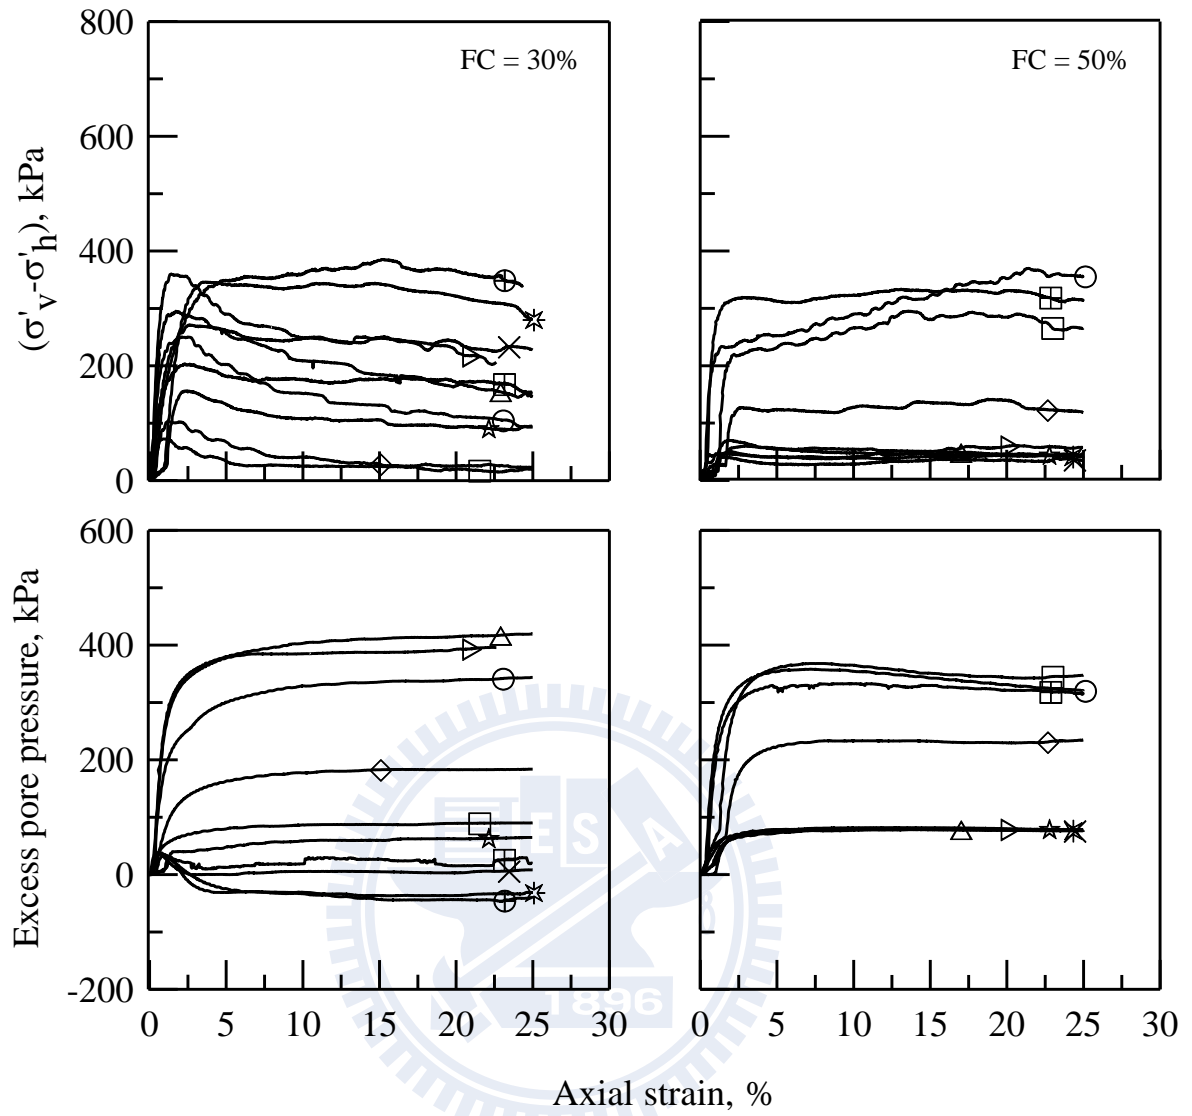 800
600
400
200
0
FC = 30%
FC = 50%
(σ'v-σ'h), kPa
600
400
200
0
-200
Excess pore pressure, kPa
0 5 10 15 20 25 30
0 5 10 15 20 25 30
Axial strain, %
E S A
1896